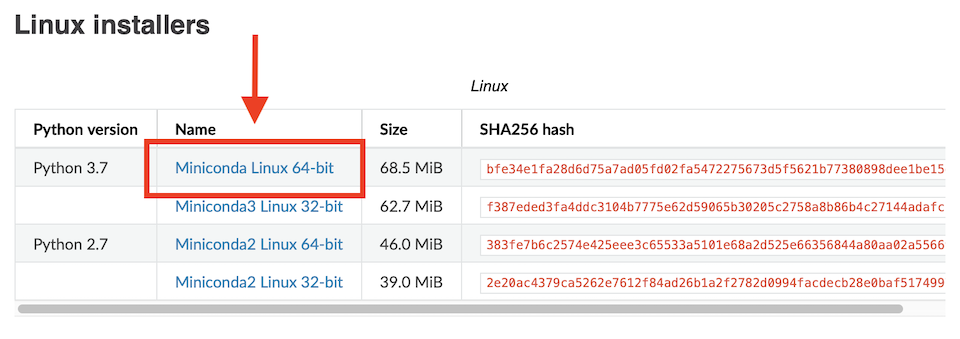 Linux installers
Linux
Python version Name Size SHA256 hash
Python 3.7 Miniconda Linux 64-bit 68.5 MiB bfe34e1fa28d6d75a7ad05fd02fa5472275673d5f5621b77380898dee1be15
Miniconda3 Linux 32-bit 62.7 MiB f387eded3fa4ddc3104b7775e62d59065b30205c2758a8b86b4c27144adafc
Python 2.7 Miniconda2 Linux 64-bit 46.0 MiB 383fe7b6c2574e425eee3c65533a5101e68a2d525e66356844a80aa02a5566
Miniconda2 Linux 32-bit 39.0 MiB 2e20ac4379ca5262e7612f84ad26b1a2f2782d0994facdecb28e0baf517499